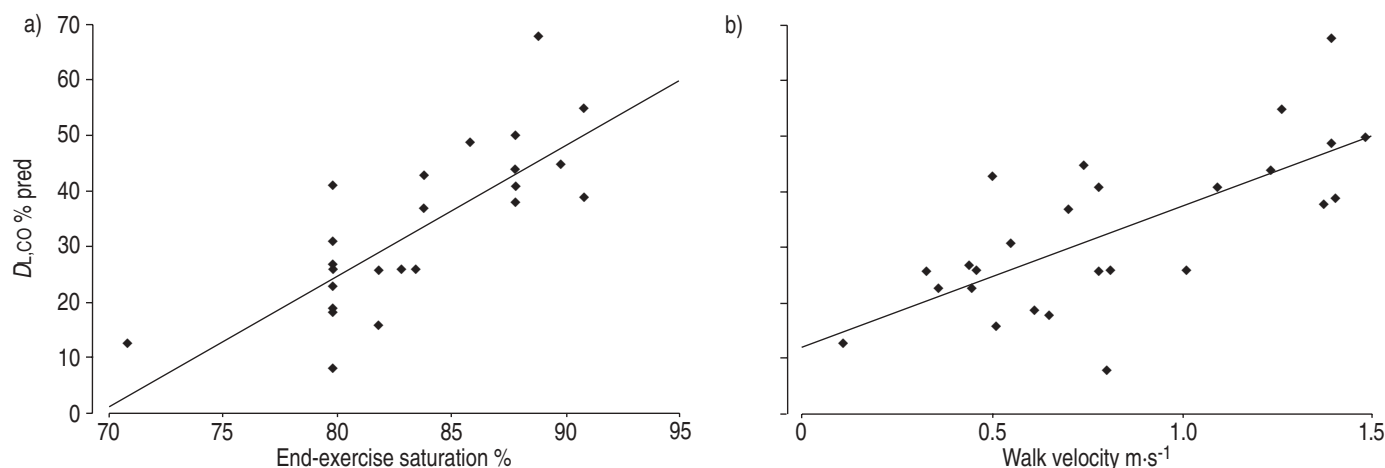 a)
70
60
50
40
30
20
10
0
DL,CO % pred
70 75 80 85 90 95
End-exercise saturation %
b)
0 0.5 1.0 1.5
Walk velocity m·s-1